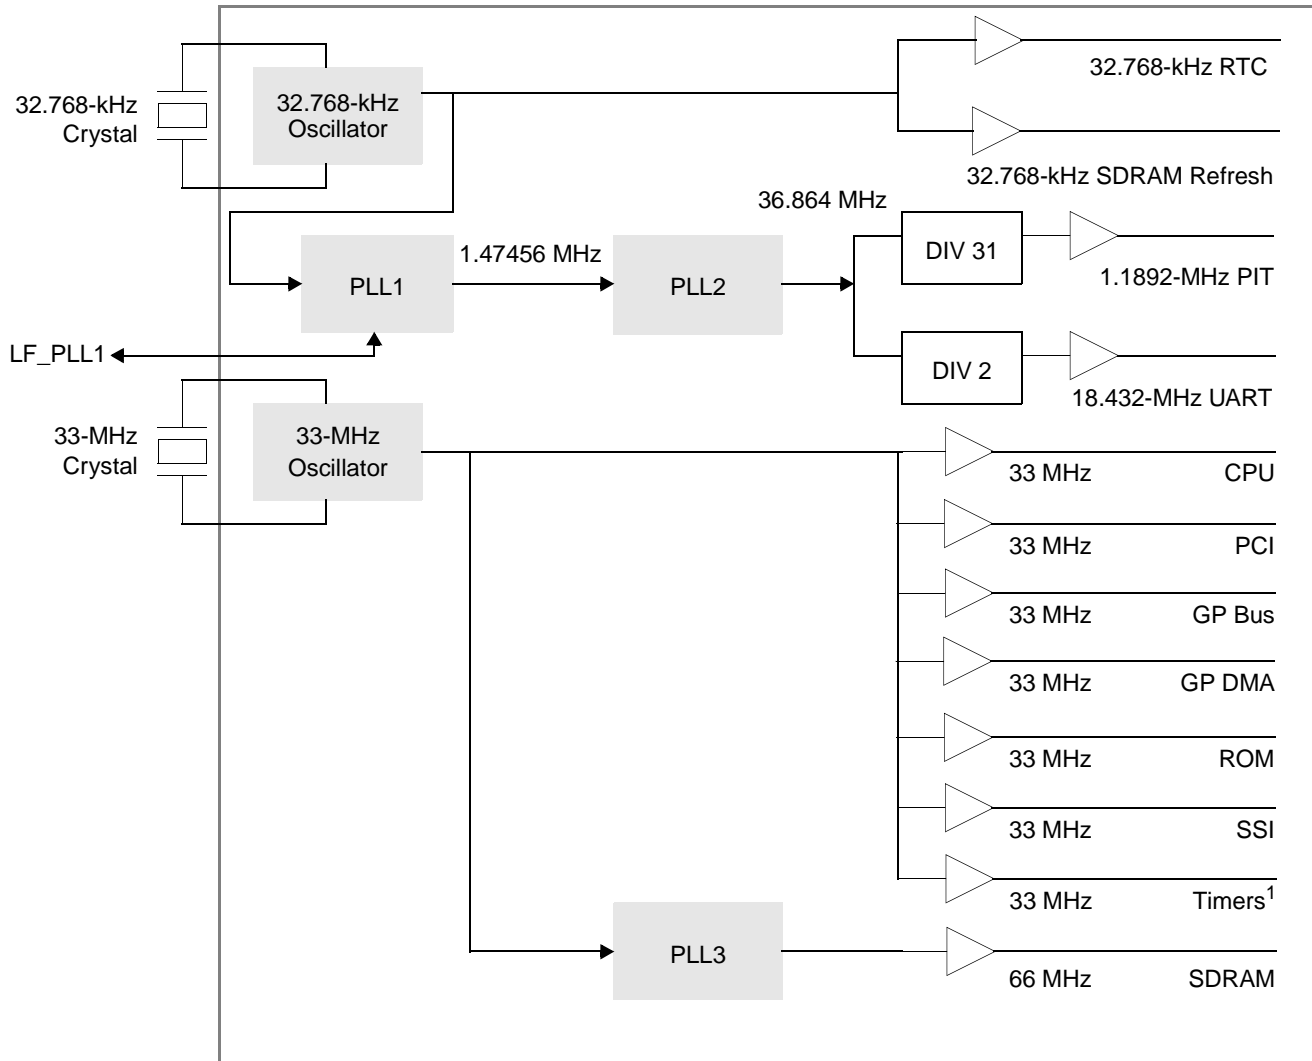 32.768-kHz
Crystal
32.768-kHz
Oscillator
32.768-kHz RTC
32.768-kHz SDRAM Refresh
36.864 MHz
PLL1
1.47456 MHz
PLL2
DIV 31
1.1892-MHz PIT
LF_PLL1
DIV 2
18.432-MHz UART
33-MHz
Crystal
33-MHz
Oscillator
33 MHz CPU
33 MHz PCI
33 MHz GP Bus
33 MHz GP DMA
33 MHz ROM
33 MHz SSI
33 MHz Timers¹
PLL3
66 MHz SDRAM